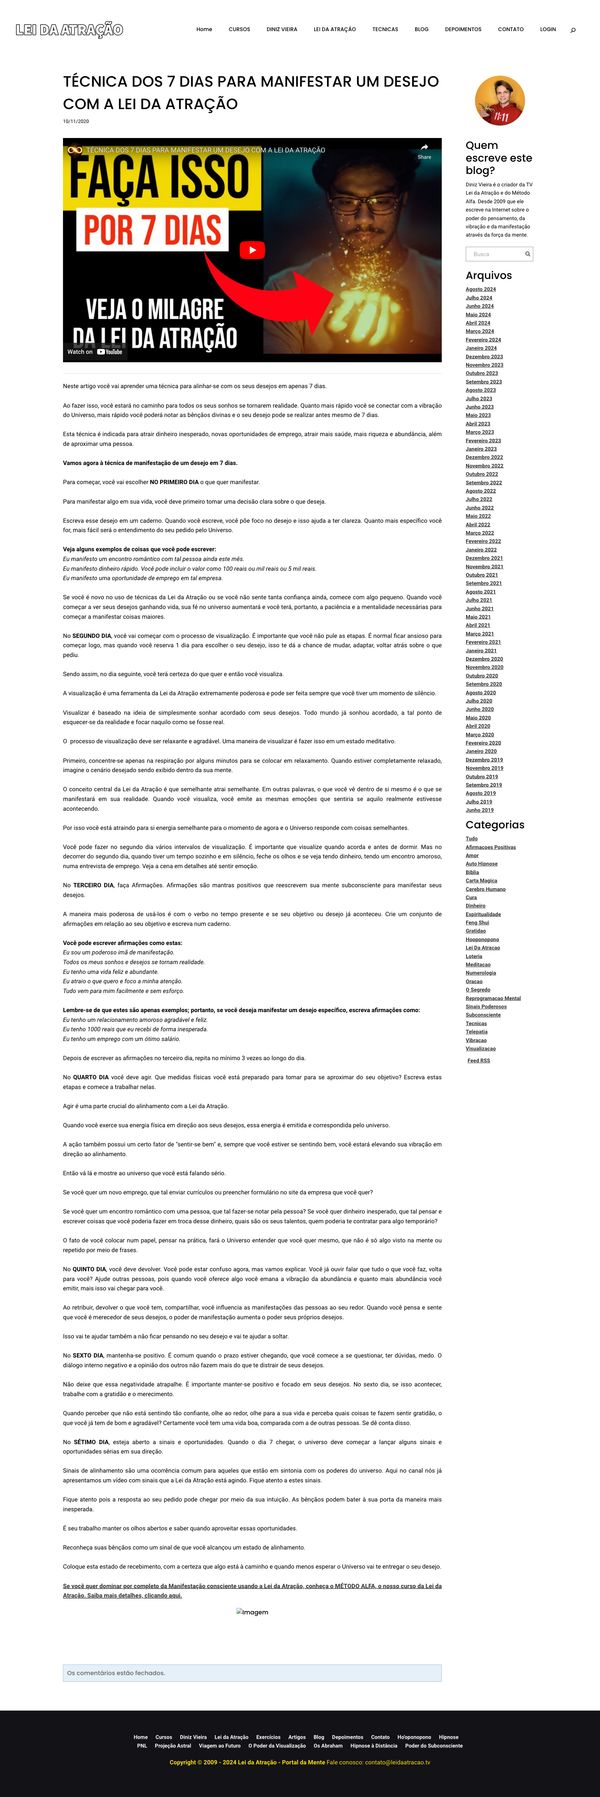 LEI DA ATRAÇÃO
Home CURSOS DINIZ VIEIRA LEI DA ATRAÇÃO TECNICAS BLOG DEPOIMENTOS CONTATO LOGIN
TÉCNICA DOS 7 DIAS PARA MANIFESTAR UM DESEJO
COM A LEI DA ATRAÇÃO
10/11/2020
TÉCNICA DOS 7 DIAS PARA MANIFESTAR UM DESEJO COM A LEI DA ATRAÇÃO
Share
FAÇA ISSO
POR 7 DIAS
VEJA O MILAGRE
DA LEI DA ATRAÇÃO
Watch on YouTube
Neste artigo você vai aprender uma técnica para alinhar-se com os seus desejos em apenas 7 dias.
Ao fazer isso, você estará no caminho para todos os seus sonhos se tornarem realidade. Quanto mais rápido você se conectar com a vibração
do Universo, mais rápido você poderá notar as bênçãos divinas e o seu desejo pode se realizar antes mesmo de 7 dias.
Esta técnica é indicada para atrair dinheiro inesperado, novas oportunidades de emprego, atrair mais saúde, mais riqueza e abundância, além
de aproximar uma pessoa.
Vamos agora à técnica de manifestação de um desejo em 7 dias.
Para começar, você vai escolher NO PRIMEIRO DIA o que quer manifestar.
Para manifestar algo em sua vida, você deve primeiro tomar uma decisão clara sobre o que deseja.
Escreva esse desejo em um caderno. Quando você escreve, você põe foco no desejo e isso ajuda a ter clareza. Quanto mais específico você
for, mais fácil será o entendimento do seu pedido pelo Universo.
Veja alguns exemplos de coisas que você pode escrever:
Eu manifesto um encontro romântico com tal pessoa ainda este mês.
Eu manifesto dinheiro rápido. Você pode incluir o valor como 100 reais ou mil reais ou 5 mil reais.
Eu manifesto uma oportunidade de emprego em tal empresa.
Se você é novo no uso de técnicas da Lei da Atração ou se você não sente tanta confiança ainda, comece com algo pequeno. Quando você
começar a ver seus desejos ganhando vida, sua fé no universo aumentará e você terá, portanto, a paciência e a mentalidade necessárias para
começar a manifestar coisas maiores.
No SEGUNDO DIA, você vai começar com o processo de visualização. É importante que você não pule as etapas. É normal ficar ansioso para
começar logo, mas quando você reserva 1 dia para escolher o seu desejo, isso te dá a chance de mudar, adaptar, voltar atrás sobre o que
pediu.
Sendo assim, no dia seguinte, você terá certeza do que quer e então você visualiza.
A visualização é uma ferramenta da Lei da Atração extremamente poderosa e pode ser feita sempre que você tiver um momento de silêncio.
Visualizar é baseado na ideia de simplesmente sonhar acordado com seus desejos. Todo mundo já sonhou acordado, a tal ponto de
esquecer-se da realidade e focar naquilo como se fosse real.
O processo de visualização deve ser relaxante e agradável. Uma maneira de visualizar é fazer isso em um estado meditativo.
Primeiro, concentre-se apenas na respiração por alguns minutos para se colocar em relaxamento. Quando estiver completamente relaxado,
imagine o cenário desejado sendo exibido dentro da sua mente.
O conceito central da Lei da Atração é que semelhante atrai semelhante. Em outras palavras, o que você vê dentro de si mesmo é o que se
manifestará em sua realidade. Quando você visualiza, você emite as mesmas emoções que sentiria se aquilo realmente estivesse
acontecendo.
Por isso você está atraindo para si energia semelhante para o momento de agora e o Universo responde com coisas semelhantes.
Você pode fazer no segundo dia vários intervalos de visualização. É importante que visualize quando acorda e antes de dormir. Mas no
decorrer do segundo dia, quando tiver um tempo sozinho e em silêncio, feche os olhos e se veja tendo dinheiro, tendo um encontro amoroso,
numa entrevista de emprego. Veja a cena em detalhes até sentir emoção.
No TERCEIRO DIA, faça Afirmações. Afirmações são mantras positivos que reescrevem sua mente subconsciente para manifestar seus
desejos.
A maneira mais poderosa de usá-los é com o verbo no tempo presente e se seu objetivo ou desejo já aconteceu. Crie um conjunto de
afirmações em relação ao seu objetivo e escreva num caderno.
Você pode escrever afirmações como estas:
Eu sou um poderoso imã de manifestação.
Todos os meus sonhos e desejos se tornam realidade.
Eu tenho uma vida feliz e abundante.
Eu atraio o que quero e foco a minha atenção.
Tudo vem para mim facilmente e sem esforço.
Lembre-se de que estes são apenas exemplos; portanto, se você deseja manifestar um desejo específico, escreva afirmações como:
Eu tenho um relacionamento amoroso agradável e feliz.
Eu tenho 1000 reais que eu recebi de forma inesperada.
Eu tenho um emprego com um ótimo salário.
Depois de escrever as afirmações no terceiro dia, repita no mínimo 3 vezes ao longo do dia.
No QUARTO DIA você deve agir. Que medidas físicas você está preparado para tomar para se aproximar do seu objetivo? Escreva estas
etapas e comece a trabalhar nelas.
Agir é uma parte crucial do alinhamento com a Lei da Atração.
Quando você exerce sua energia física em direção aos seus desejos, essa energia é emitida e correspondida pelo universo.
A ação também possui um certo fator de "sentir-se bem" e, sempre que você estiver se sentindo bem, você estará elevando sua vibração em
direção ao alinhamento.
Então vá lá e mostre ao universo que você está falando sério.
Se você quer um novo emprego, que tal enviar currículos ou preencher formulário no site da empresa que você quer?
Se você quer um encontro romântico com uma pessoa, que tal fazer-se notar pela pessoa? Se você quer dinheiro inesperado, que tal pensar e
escrever coisas que você poderia fazer em troca desse dinheiro, quais são os seus talentos, quem poderia te contratar para algo temporário?
O fato de você colocar num papel, pensar na prática, fará o Universo entender que você quer mesmo, que não é só algo visto na mente ou
repetido por meio de frases.
No QUINTO DIA, você deve devolver. Você pode estar confuso agora, mas vamos explicar. Você já ouvir falar que tudo o que você faz, volta
para você? Ajude outras pessoas, pois quando você oferece algo você emana a vibração da abundância e quanto mais abundância você
emitir, mais isso vai chegar para você.
Ao retribuir, devolver o que você tem, compartilhar, você influencia as manifestações das pessoas ao seu redor. Quando você pensa e sente
que você é merecedor de seus desejos, o poder de manifestação aumenta o poder seus próprios desejos.
Isso vai te ajudar também a não ficar pensando no seu desejo e vai te ajudar a soltar.
No SEXTO DIA, mantenha-se positivo. É comum quando o prazo estiver chegando, que você comece a se questionar, ter dúvidas, medo. O
diálogo interno negativo e a opinião dos outros não fazem mais do que te distrair de seus desejos.
Não deixe que essa negatividade atrapalhe. É importante manter-se positivo e focado em seus desejos. No sexto dia, se isso acontecer,
trabalhe com a gratidão e o merecimento.
Quando perceber que não está sentindo tão confiante, olhe ao redor, olhe para a sua vida e perceba quais coisas te fazem sentir gratidão, o
que você já tem de bom e agradável? Certamente você tem uma vida boa, comparada com a de outras pessoas. Se dê conta disso.
No SÉTIMO DIA, esteja aberto a sinais e oportunidades. Quando o dia 7 chegar, o universo deve começar a lançar alguns sinais e
oportunidades sérias em sua direção.
Sinais de alinhamento são uma ocorrência comum para aqueles que estão em sintonia com os poderes do universo. Aqui no canal nós já
apresentamos um vídeo com sinais que a Lei da Atração está agindo. Fique atento a estes sinais.
Fique atento pois a resposta ao seu pedido pode chegar por meio da sua intuição. As bênçãos podem bater à sua porta da maneira mais
inesperada.
É seu trabalho manter os olhos abertos e saber quando aproveitar essas oportunidades.
Reconheça suas bênçãos como um sinal de que você alcançou um estado de alinhamento.
Coloque esta estado de recebimento, com a certeza que algo está à caminho e quando menos esperar o Universo vai te entregar o seu desejo.
Se você quer dominar por completo da Manifestação consciente usando a Lei da Atração, conheça o MÉTODO ALFA, o nosso curso da Lei da
Atração. Saiba mais detalhes, clicando aqui.
Imagem
Os comentários estão fechados.
11:11
Quem
escreve este
blog?
Diniz Vieira é o criador da TV
Lei da Atração e do Método
Alfa. Desde 2009 que ele
escreve na Internet sobre o
poder do pensamento, da
vibração e da manifestação
através da força da mente.
Busca
Arquivos
Agosto 2024
Julho 2024
Junho 2024
Maio 2024
Abril 2024
Março 2024
Fevereiro 2024
Janeiro 2024
Dezembro 2023
Novembro 2023
Outubro 2023
Setembro 2023
Agosto 2023
Julho 2023
Junho 2023
Maio 2023
Abril 2023
Março 2023
Fevereiro 2023
Janeiro 2023
Dezembro 2022
Novembro 2022
Outubro 2022
Setembro 2022
Agosto 2022
Julho 2022
Junho 2022
Maio 2022
Abril 2022
Março 2022
Fevereiro 2022
Janeiro 2022
Dezembro 2021
Novembro 2021
Outubro 2021
Setembro 2021
Agosto 2021
Julho 2021
Junho 2021
Maio 2021
Abril 2021
Março 2021
Fevereiro 2021
Janeiro 2021
Dezembro 2020
Novembro 2020
Outubro 2020
Setembro 2020
Agosto 2020
Julho 2020
Junho 2020
Maio 2020
Abril 2020
Março 2020
Fevereiro 2020
Janeiro 2020
Dezembro 2019
Novembro 2019
Outubro 2019
Setembro 2019
Agosto 2019
Julho 2019
Junho 2019
Categorias
Tudo
Afirmacoes Positivas
Amor
Auto Hipnose
Biblia
Carta Magica
Cerebro Humano
Cura
Dinheiro
Espiritualidade
Feng Shui
Gratidao
Hooponopono
Lei Da Atracao
Loteria
Meditacao
Numerologia
Oracao
O Segredo
Reprogramacao Mental
Sinais Poderosos
Subconsciente
Tecnicas
Telepatia
Vibracao
Visualizacao
Feed RSS
Home Cursos Diniz Vieira Lei da Atração Exercícios Artigos Blog Depoimentos Contato Ho'oponopono Hipnose
PNL Projeção Astral Viagem ao Futuro O Poder da Visualização Os Abraham Hipnose à Distância Poder do Subconsciente
Copyright © 2009 - 2024 Lei da Atração - Portal da Mente Fale conosco: contato@leidaatracao.tv